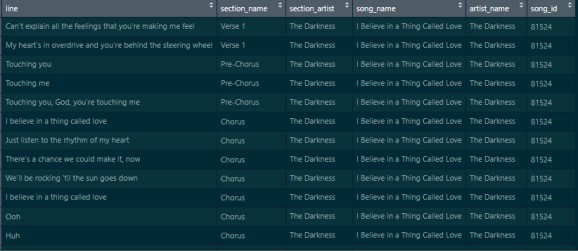 line section_name section_artist song_name artist_name song_id
Can't explain all the feelings that you're making me feel Verse 1 The Darkness I Believe in a Thing Called Love The Darkness 81524
My heart's in overdrive and you're behind the steering wheel Verse 1 The Darkness I Believe in a Thing Called Love The Darkness 81524
Touching you Pre-Chorus The Darkness I Believe in a Thing Called Love The Darkness 81524
Touching me Pre-Chorus The Darkness I Believe in a Thing Called Love The Darkness 81524
Touching you, God, you're touching me Pre-Chorus The Darkness I Believe in a Thing Called Love The Darkness 81524
I believe in a thing called love Chorus The Darkness I Believe in a Thing Called Love The Darkness 81524
Just listen to the rhythm of my heart Chorus The Darkness I Believe in a Thing Called Love The Darkness 81524
There's a chance we could make it, now Chorus The Darkness I Believe in a Thing Called Love The Darkness 81524
We'll be rocking 'til the sun goes down Chorus The Darkness I Believe in a Thing Called Love The Darkness 81524
I believe in a thing called love Chorus The Darkness I Believe in a Thing Called Love The Darkness 81524
Ooh Chorus The Darkness I Believe in a Thing Called Love The Darkness 81524
Huh Chorus The Darkness I Believe in a Thing Called Love The Darkness 81524